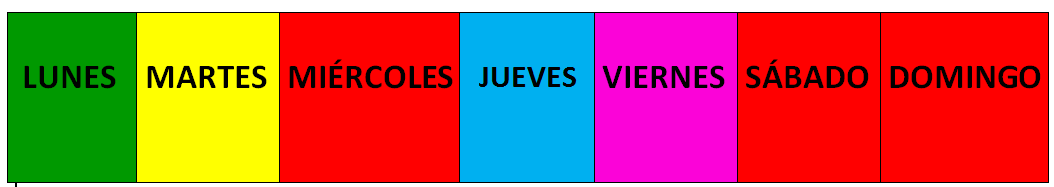 LUNES MARTES MIÉRCOLES JUEVES VIERNES SÁBADO DOMINGO